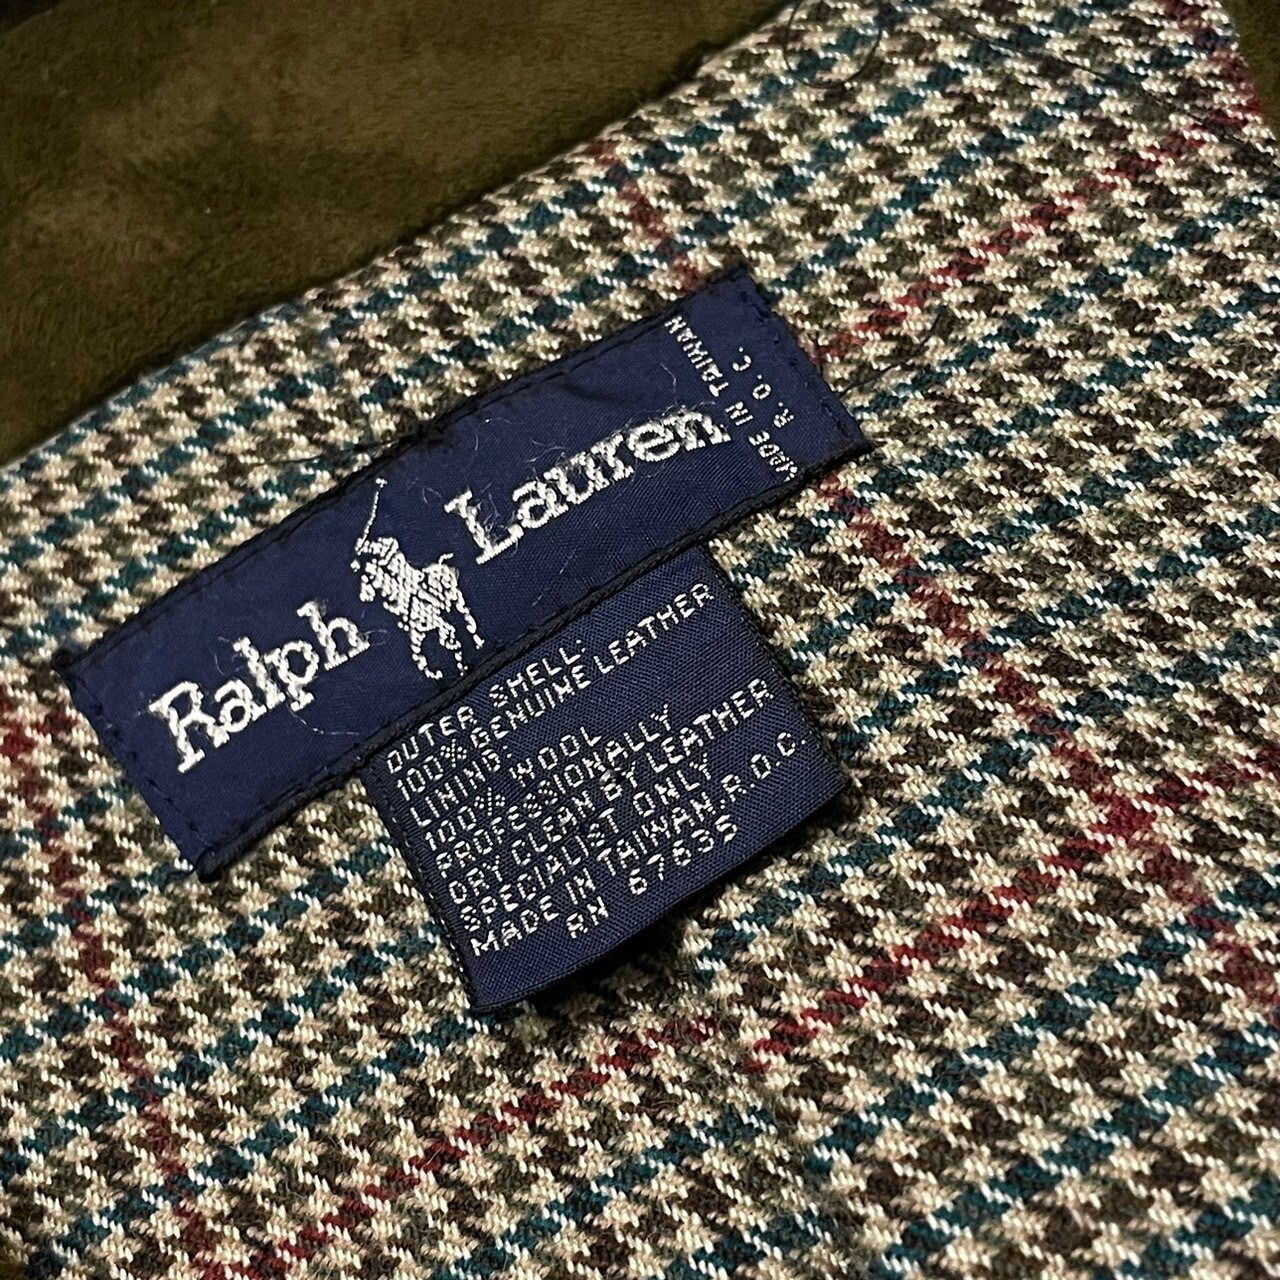 Ralph Lauren
MADE IN TAIWAN
R.O.C.
OUTER SHELL:
100% GENUINE LEATHER
LINING:
100% WOOL
PROFESSIONALLY
DRY CLEAN BY LEATHER
SPECIALIST ONLY
MADE IN TAIWAN R.O.C.
RN 67635